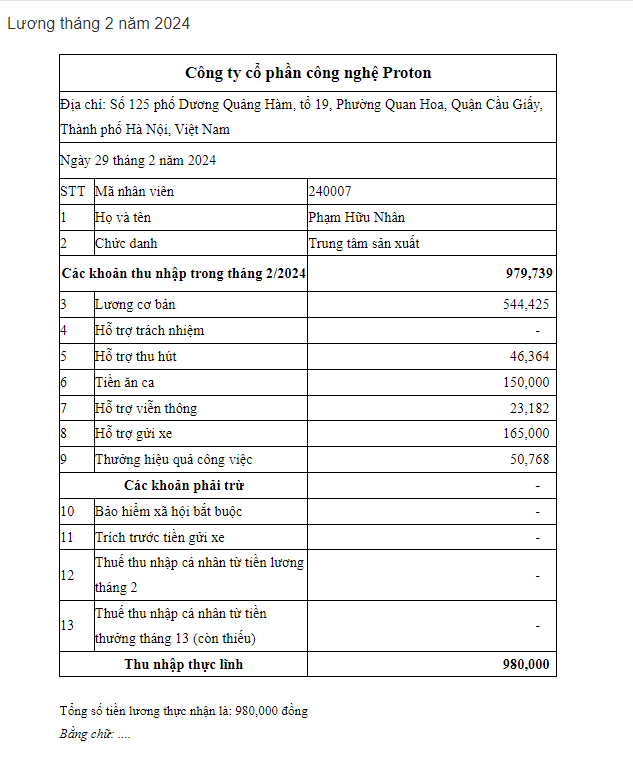 Lương tháng 2 năm 2024
Công ty cổ phần công nghệ Proton
Địa chỉ: Số 125 phố Dương Quảng Hàm, tổ 19, Phường Quan Hoa, Quận Cầu Giấy,
Thành phố Hà Nội, Việt Nam
Ngày 29 tháng 2 năm 2024
STT Mã nhân viên 240007
1 Họ và tên Phạm Hữu Nhân
2 Chức danh Trung tâm sản xuất
Các khoản thu nhập trong tháng 2/2024 979,739
3 Lương cơ bản 544,425
4 Hỗ trợ trách nhiệm -
5 Hỗ trợ thu hút 46,364
6 Tiền ăn ca 150,000
7 Hỗ trợ viễn thông 23,182
8 Hỗ trợ gửi xe 165,000
9 Thưởng hiệu quả công việc 50,768
Các khoản phải trừ -
10 Bảo hiểm xã hội bắt buộc -
11 Trích trước tiền gửi xe -
12 Thuế thu nhập cá nhân từ tiền lương
tháng 2 -
13 Thuế thu nhập cá nhân từ tiền
thưởng tháng 13 (còn thiếu) -
Thu nhập thực lĩnh 980,000
Tổng số tiền lương thực nhận là: 980,000 đồng
Bằng chữ: ....